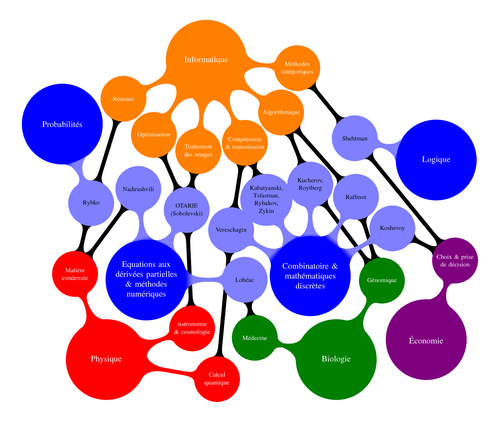 Informatique
Méthodes
catégoriques
Réseaux
Algorithmique
Probabilités
Optimisation
Traitement
des images
Compression
& transmission
Shebtman
Logique
Nadirashvili
Kabatyanski,
Tsfasman,
Rybakov,
Zykin
Kucherov,
Roytberg
Raffinot
Rybko
OTARIE
(Sobolevski)
Vereschagin
Koshevoy
Matière
condensée
Equations aux
dérivées partielles
& méthodes
numériques
Lohéac
Combinatoire &
mathématiques
discrètes
Génomique
Choix & prise
de décision
Astronomie
& cosmologie
Médecine
Physique
Biologie
Économie
Calcul
quantique